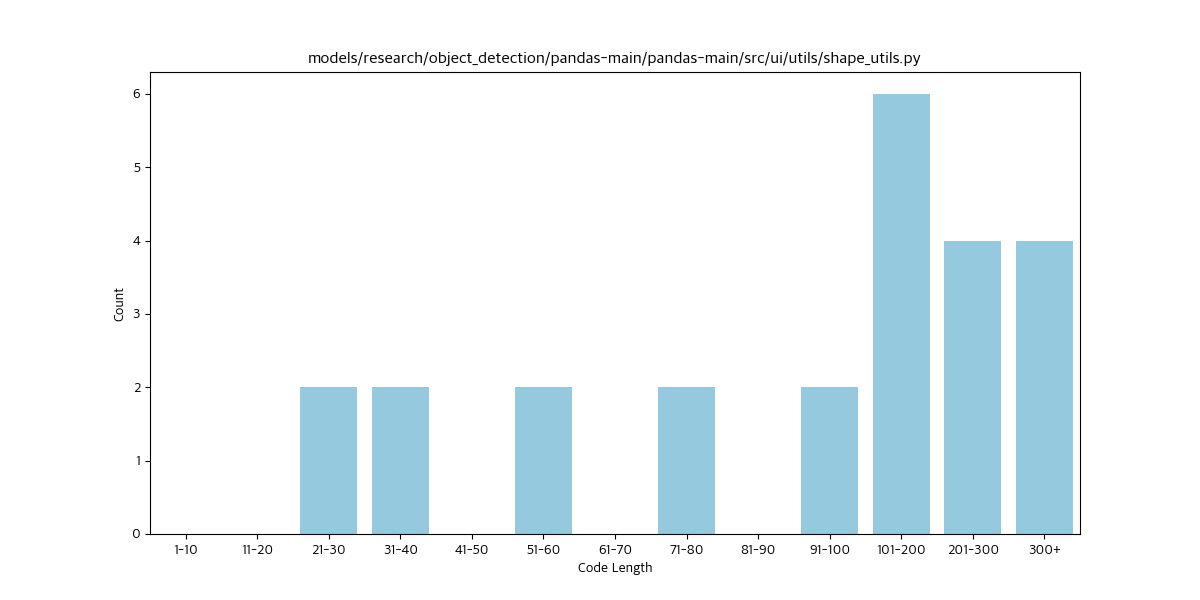 models/research/object_detection/pandas-main/pandas-main/src/ui/utils/shape_utils.py
6
5
4
3
2
1
0
Count
1-10 11-20 21-30 31-40 41-50 51-60 61-70 71-80 81-90 91-100 101-200 201-300 300+
Code Length